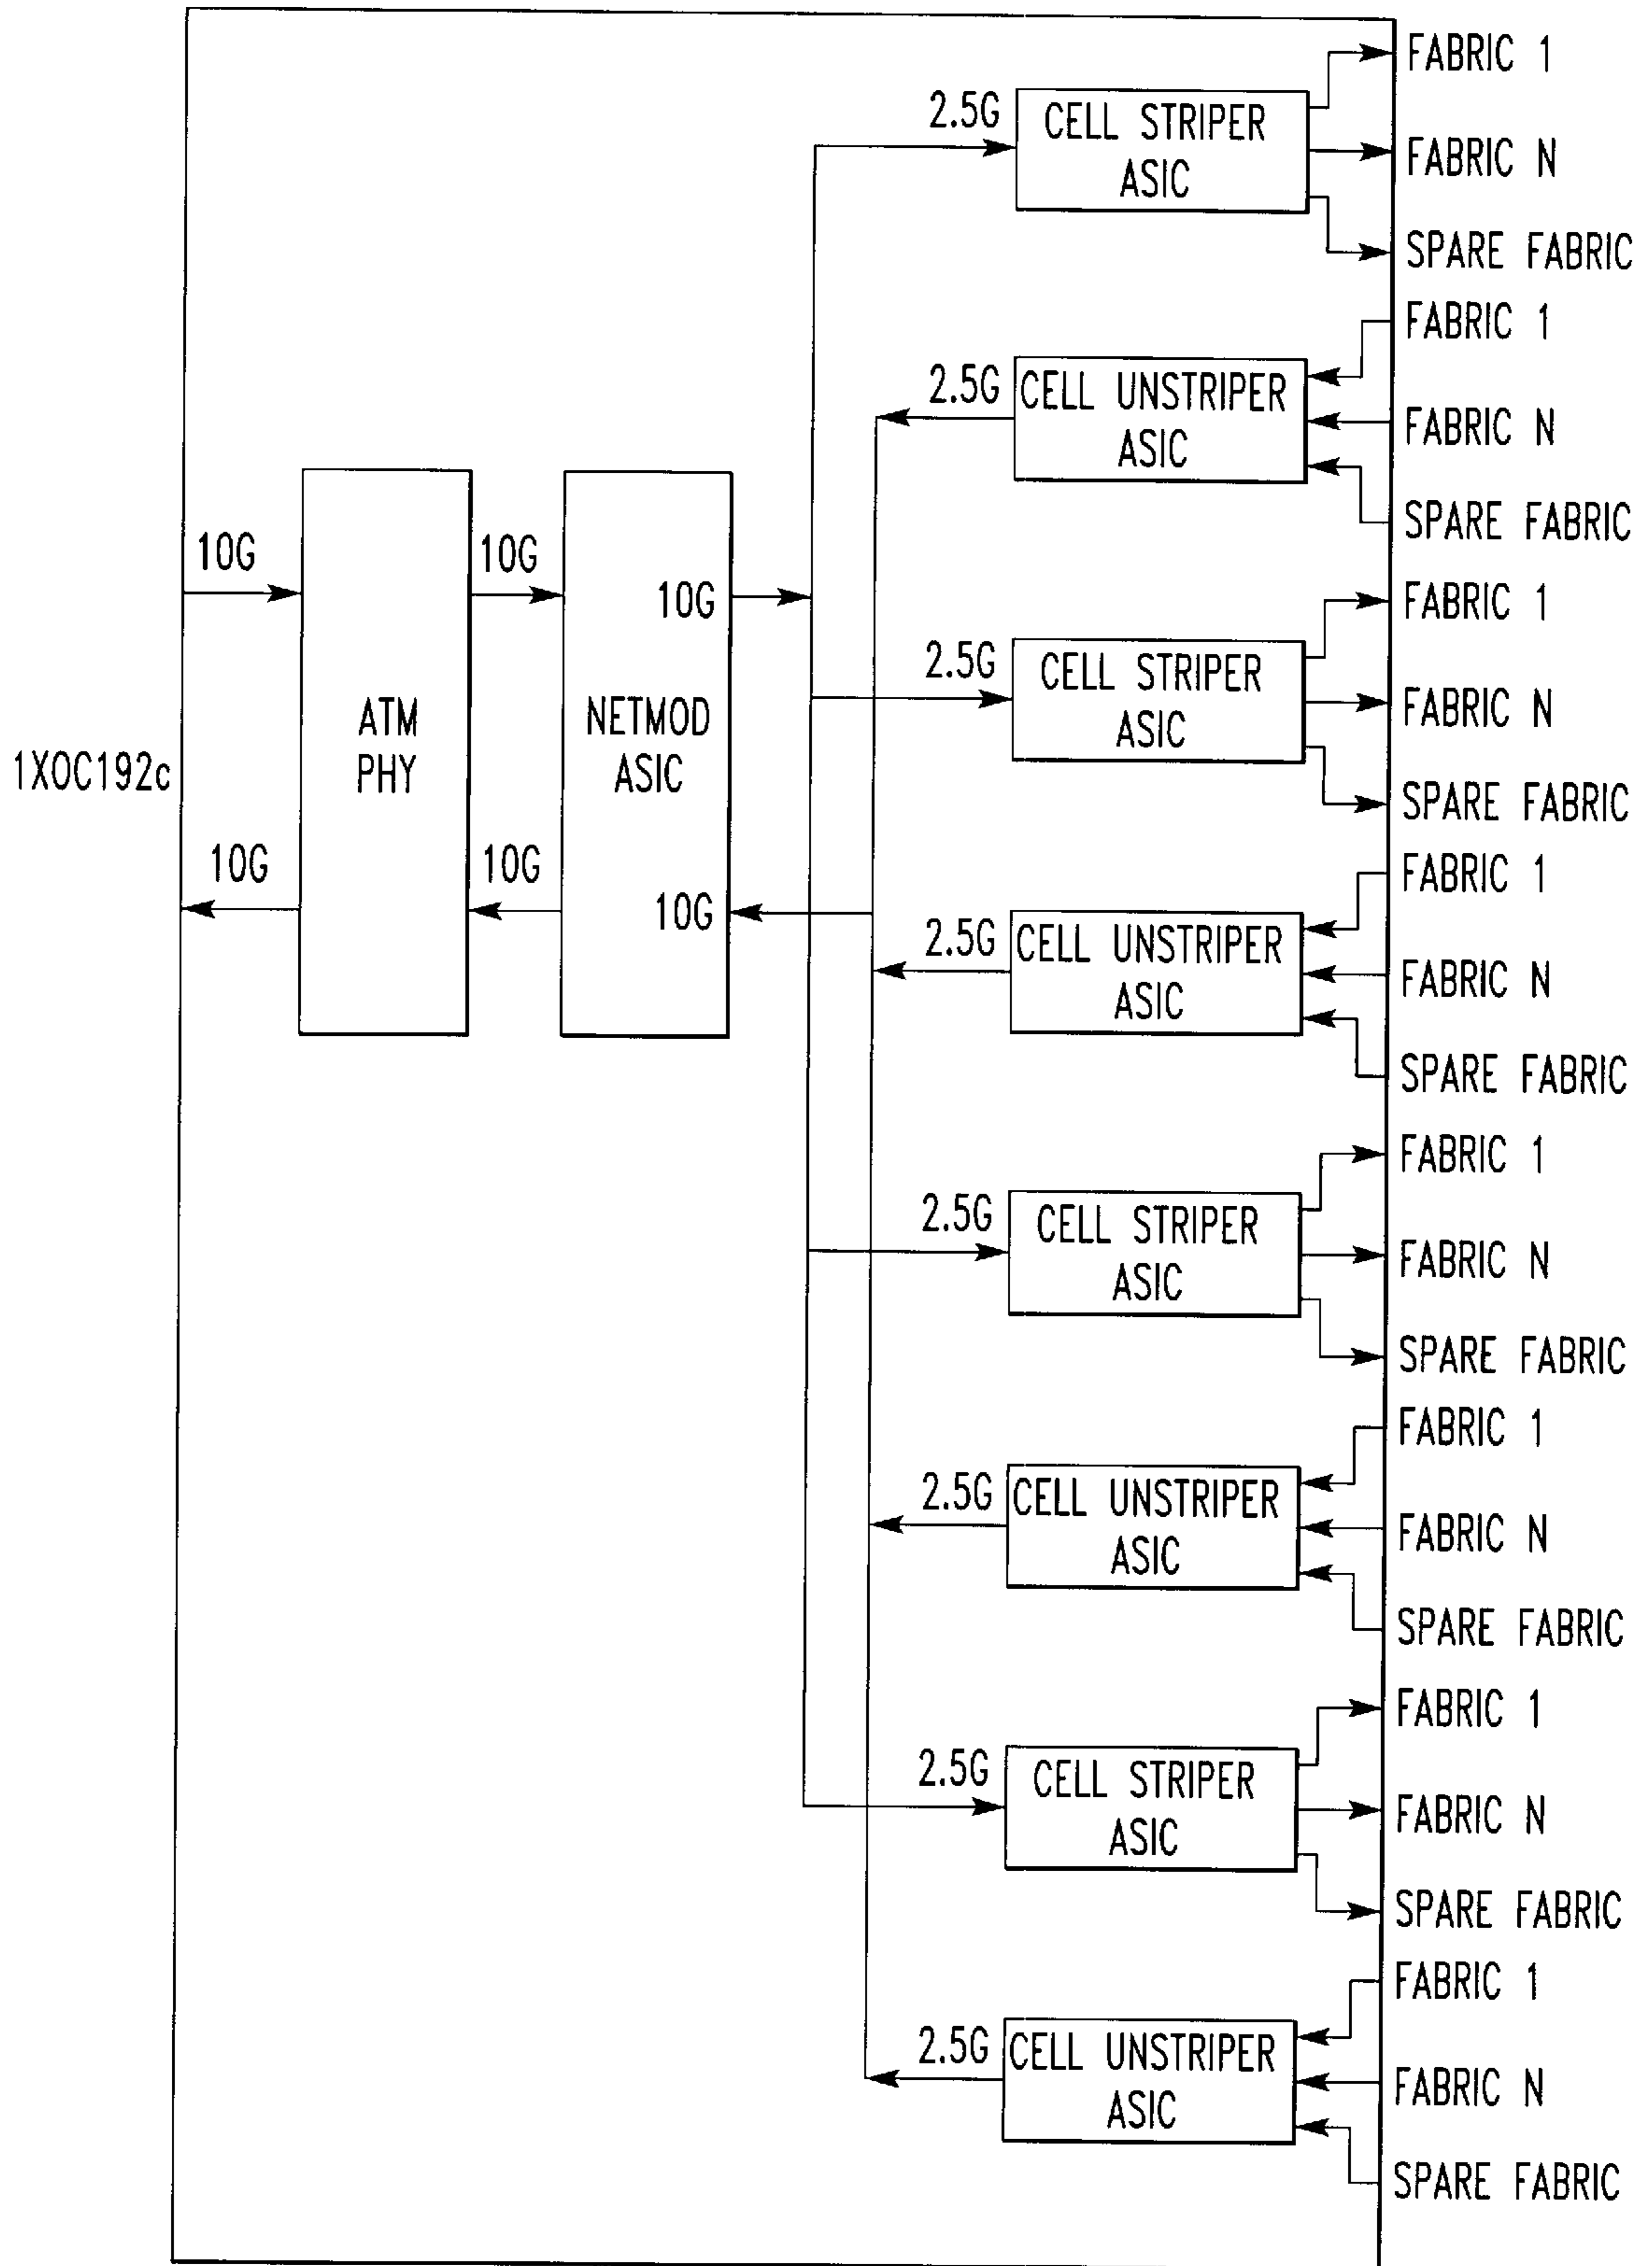 1XOC192c
10G
10G
ATM
PHY
10G
10G
NETMOD
ASIC
10G
10G
2.5G
CELL STRIPER
ASIC
FABRIC 1
FABRIC N
SPARE FABRIC
2.5G
CELL UNSTRIPER
ASIC
FABRIC 1
FABRIC N
SPARE FABRIC
2.5G
CELL STRIPER
ASIC
FABRIC 1
FABRIC N
SPARE FABRIC
2.5G
CELL UNSTRIPER
ASIC
FABRIC 1
FABRIC N
SPARE FABRIC
2.5G
CELL STRIPER
ASIC
FABRIC 1
FABRIC N
SPARE FABRIC
2.5G
CELL UNSTRIPER
ASIC
FABRIC 1
FABRIC N
SPARE FABRIC
2.5G
CELL STRIPER
ASIC
FABRIC 1
FABRIC N
SPARE FABRIC
2.5G
CELL UNSTRIPER
ASIC
FABRIC 1
FABRIC N
SPARE FABRIC